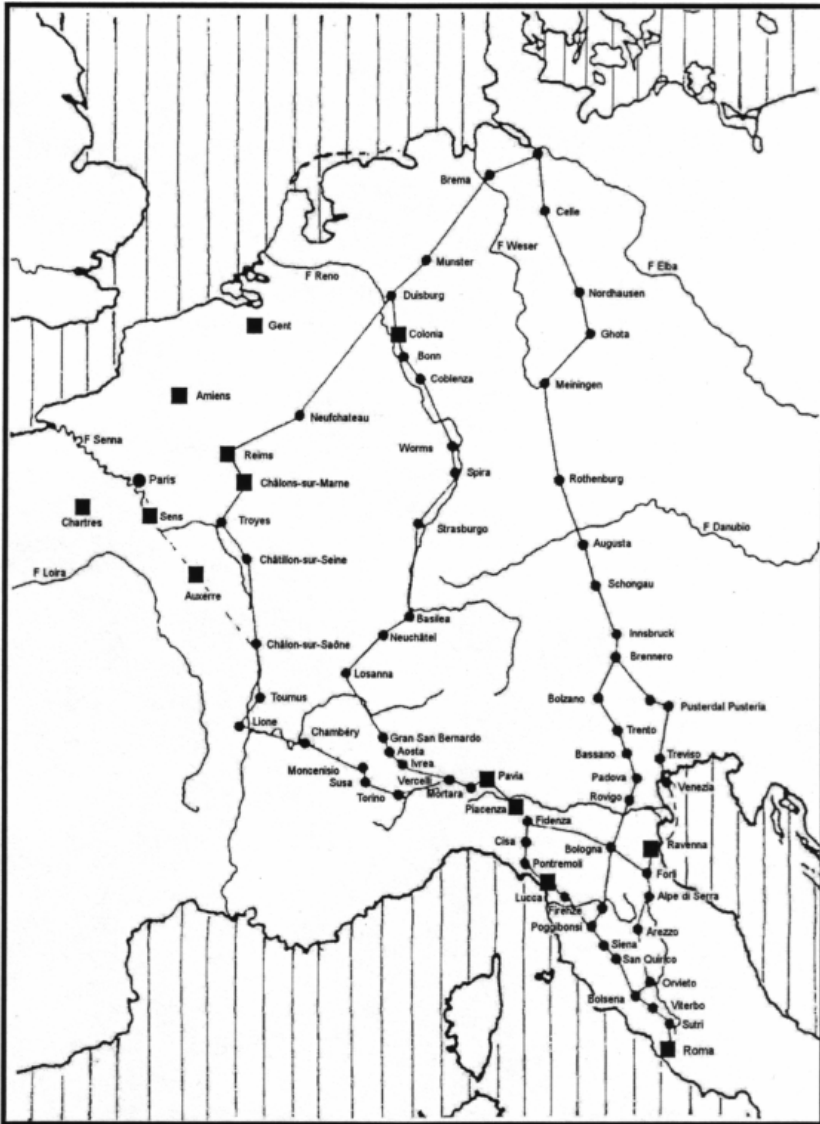 Brema
Celle
F Weser
F Elba
Munster
F Reno
Duisburg
Nordhausen
Gent
Colonia
Ghota
Bonn
Coblenza
Meiningen
Amiens
Neufchateau
F Senna
Worms
Reims
Spira
Paris
Châlons-sur-Marne
Rothenburg
Chartres
Sens
Troyes
Strasburgo
F Danubio
Augusta
Châtillon-sur-Seine
F Loira
Auxerre
Schongau
Basilea
Neuchâtel
Innsbruck
Châlon-sur-Saône
Brennero
Losanna
Tournus
Bolzano
Pusterdal Pusteria
Lione
Chambéry
Gran San Bernardo
Trento
Aosta
Bassano
Treviso
Moncenisio
Ivrea
Susa
Vercelli
Pavia
Padova
Venezia
Torino
Mortara
Rovigo
Piacenza
Fidenza
Cisa
Bologna
Ravenna
Pontremoli
Forlì
Lucca
Alpe di Serra
Firenze
Poggibonsi
Arezzo
Siena
San Quirico
Orvieto
Bolsena
Viterbo
Sutri
Roma